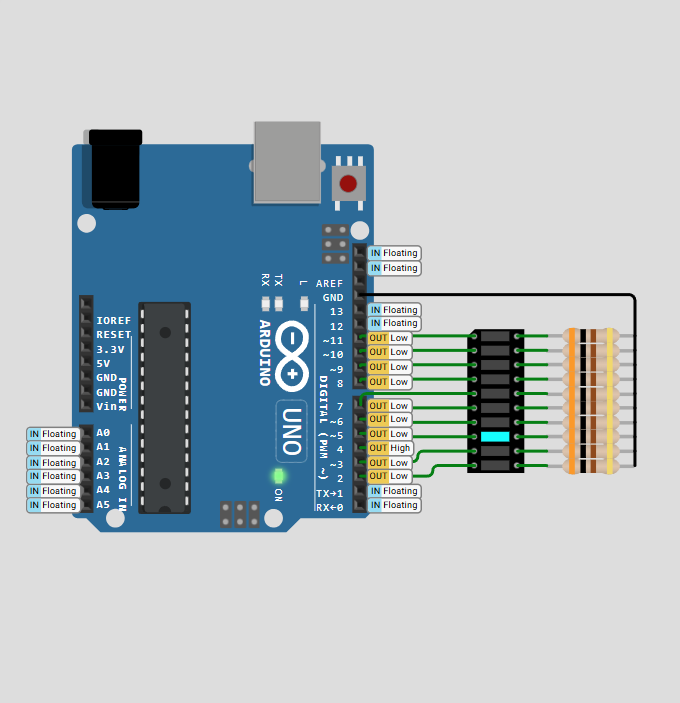 IN Floating
IN Floating
RX TX L AREF
GND
13 IN Floating
12 IN Floating
~11 OUT Low
~10 OUT Low
~9 OUT Low
8 OUT Low
7 OUT Low
~6 OUT Low
~5 OUT Low
4 OUT High
~3 OUT Low
2 OUT Low
TX→1 IN Floating
RX←0 IN Floating
DIGITAL (PWM ~)
ARDUINO
UNO
ON
IOREF
RESET
3.3V
5V
GND
GND
Vin
POWER
IN Floating A0
IN Floating A1
IN Floating A2
IN Floating A3
IN Floating A4
IN Floating A5
ANALOG IN